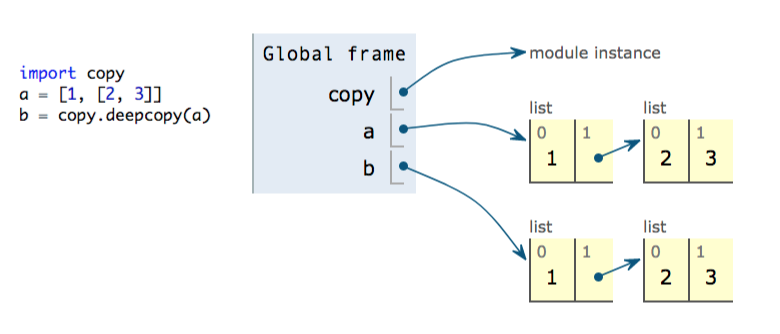 import copy
a = [1, [2, 3]]
b = copy.deepcopy(a)
Global frame
copy
a
b
module instance
list list
0 1 0 1
1 2 3
list list
0 1 0 1
1 2 3